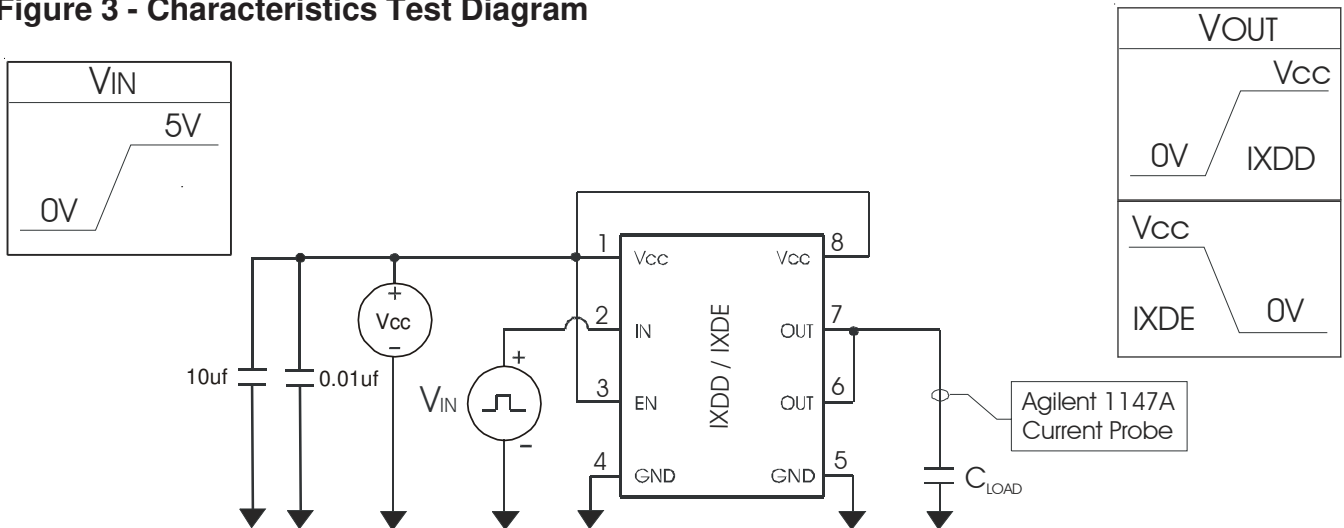 Figure 3 - Characteristics Test Diagram
VIN
5V
0V
VOUT
Vcc
0V
IXDD
Vcc
IXDE
0V
10uf
0.01uf
+
Vcc
-
VIN
+
-
1
Vcc
2
IN
3
EN
4
GND
IXDD / IXDE
8
Vcc
7
OUT
6
OUT
5
GND
Agilent 1147A
Current Probe
CLOAD